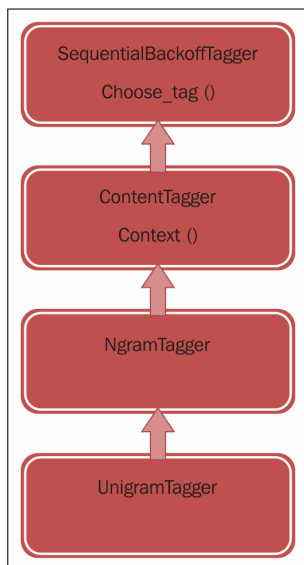 SequentialBackoffTagger
Choose_tag ()
ContentTagger
Context ()
NgramTagger
UnigramTagger